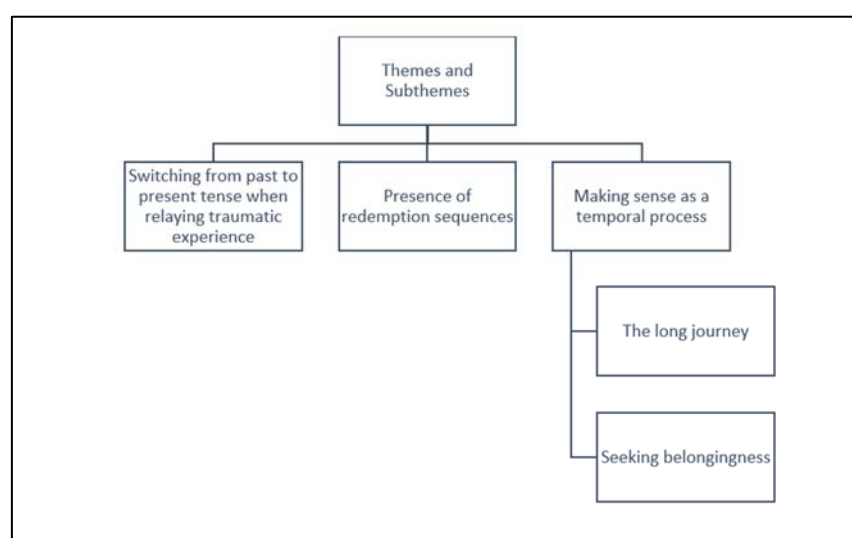 Themes and
Subthemes
Switching from past to
present tense when
relaying traumatic
experience
Presence of
redemption sequences
Making sense as a
temporal process
The long journey
Seeking belongingness